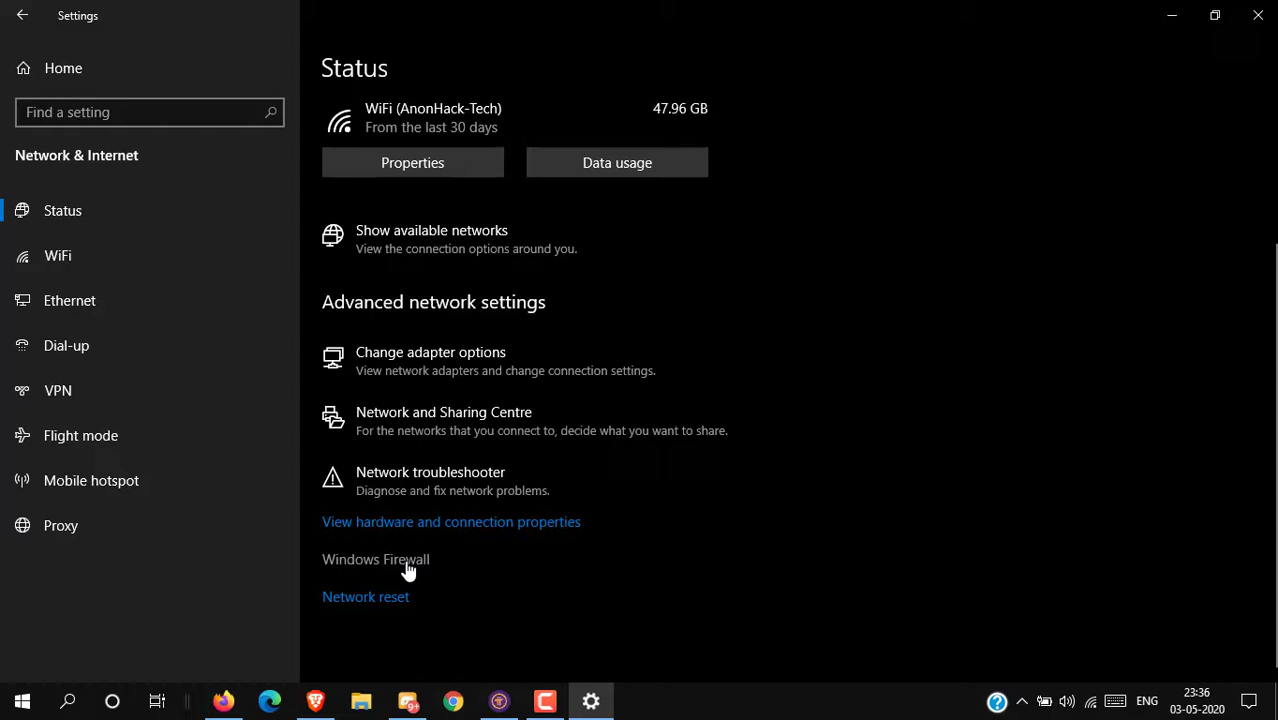 Settings
Home
Find a setting
Network & Internet
Status
WiFi
Ethernet
Dial-up
VPN
Flight mode
Mobile hotspot
Proxy
Status
WiFi (AnonHack-Tech) 47.96 GB
From the last 30 days
Properties Data usage
Show available networks
View the connection options around you.
Advanced network settings
Change adapter options
View network adapters and change connection settings.
Network and Sharing Centre
For the networks that you connect to, decide what you want to share.
Network troubleshooter
Diagnose and fix network problems.
View hardware and connection properties
Windows Firewall
Network reset
9+
ENG
23:36
03-05-2020